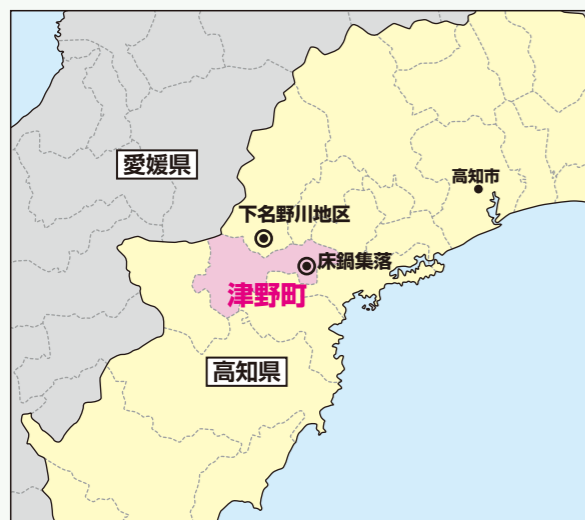 愛媛県
高知市
下名野川地区
床鍋集落
津野町
高知県